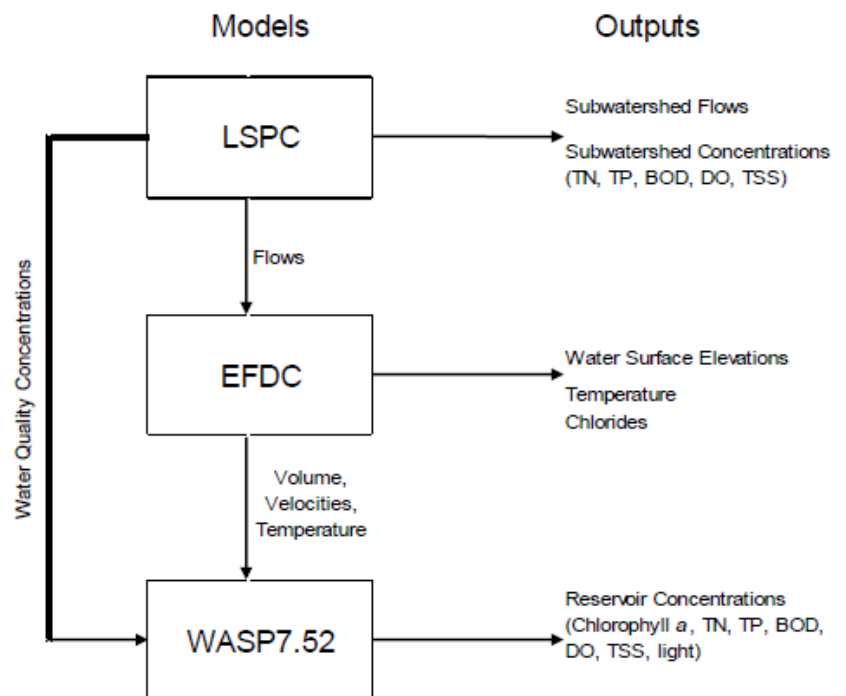 Models
Outputs
LSPC
Subwatershed Flows
Subwatershed Concentrations
(TN, TP, BOD, DO, TSS)
Flows
Water Quality Concentrations
EFDC
Water Surface Elevations
Temperature
Chlorides
Volume,
Velocities,
Temperature
WASP7.52
Reservoir Concentrations
(Chlorophyll a, TN, TP, BOD,
DO, TSS, light)